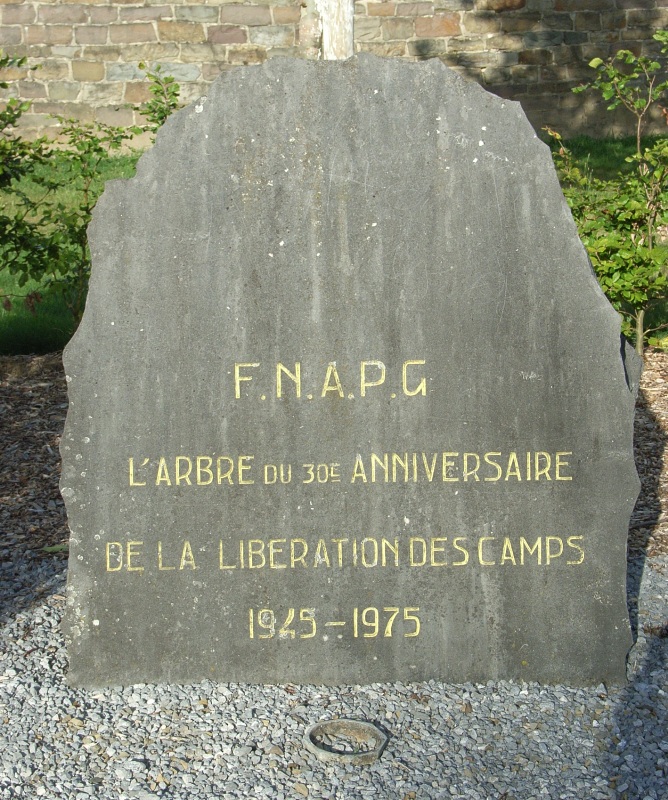 F.N.A.P.G
L'ARBRE DU 30E ANNIVERSAIRE
DE LA LIBERATION DES CAMPS
1945-1975